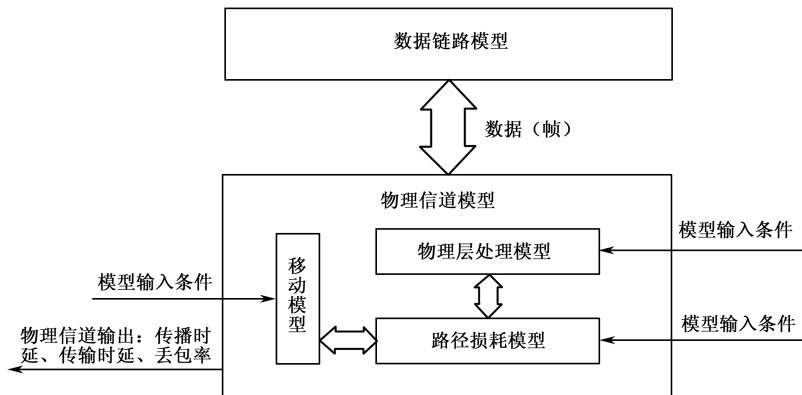 数据链路模型
数据（帧）
物理信道模型
物理层处理模型
模型输入条件
移动模型
模型输入条件
路径损耗模型
模型输入条件
物理信道输出：传播时
延、传输时延、丢包率